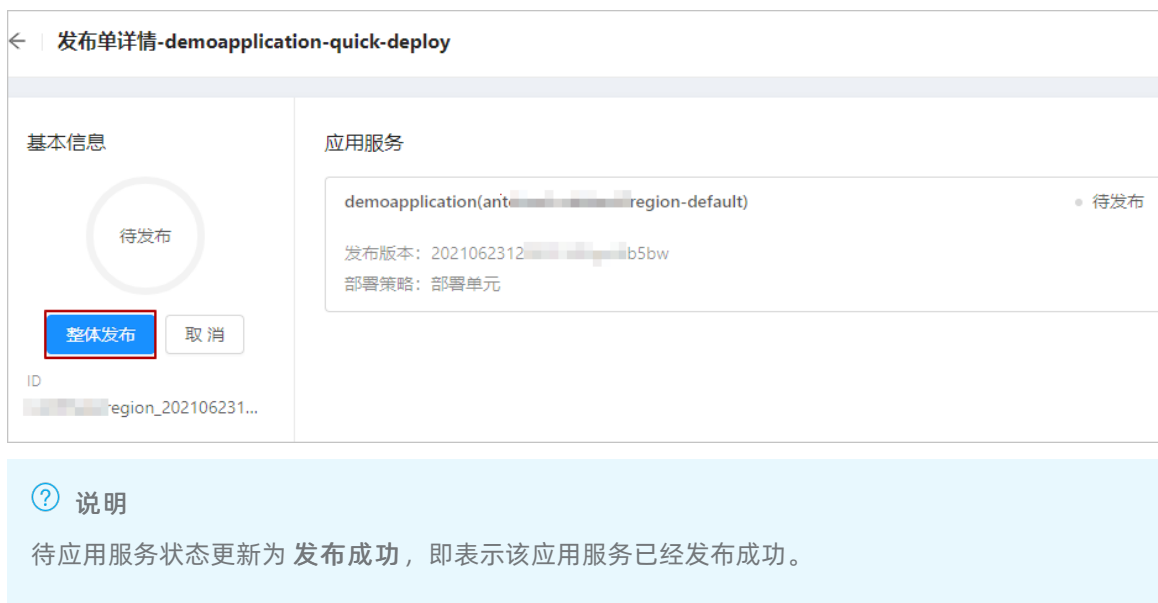 发布单详情-demoapplication-quick-deploy
基本信息
应用服务
待发布
demoapplication(ant region-default)
待发布
发布版本：2021062312 b5bw
部署策略：部署单元
整体发布
取 消
ID
region_202106231...
说明
待应用服务状态更新为 发布成功，即表示该应用服务已经发布成功。